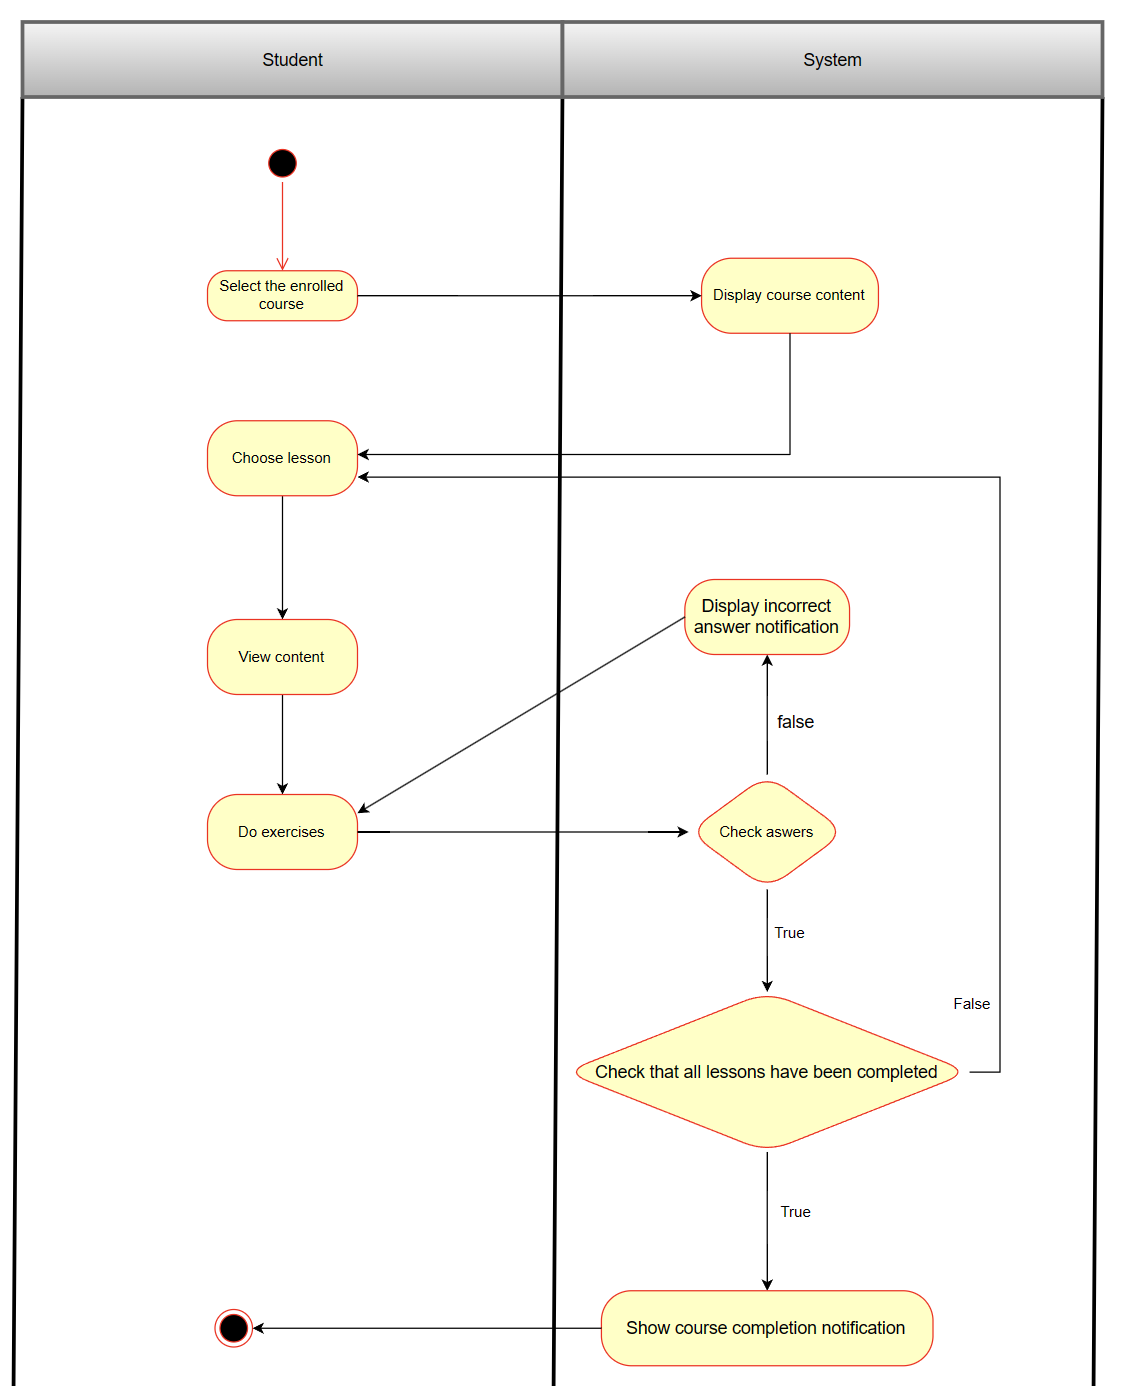 Student
System
Select the enrolled
course
Display course content
Choose lesson
Display incorrect
answer notification
View content
false
Do exercises
Check aswers
True
False
Check that all lessons have been completed
True
Show course completion notification